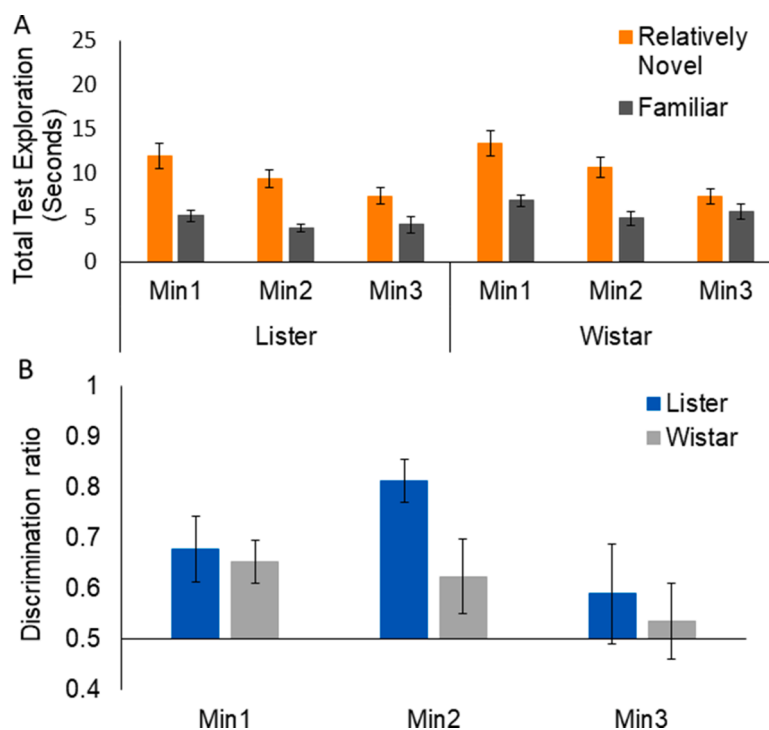 A
Total Test Exploration
(Seconds)
25
20
15
10
5
0
Relatively
Novel
Familiar
Min1 Min2 Min3 Min1 Min2 Min3
Lister Wistar
B
Discrimination ratio
1
0.9
0.8
0.7
0.6
0.5
0.4
Lister
Wistar
Min1 Min2 Min3